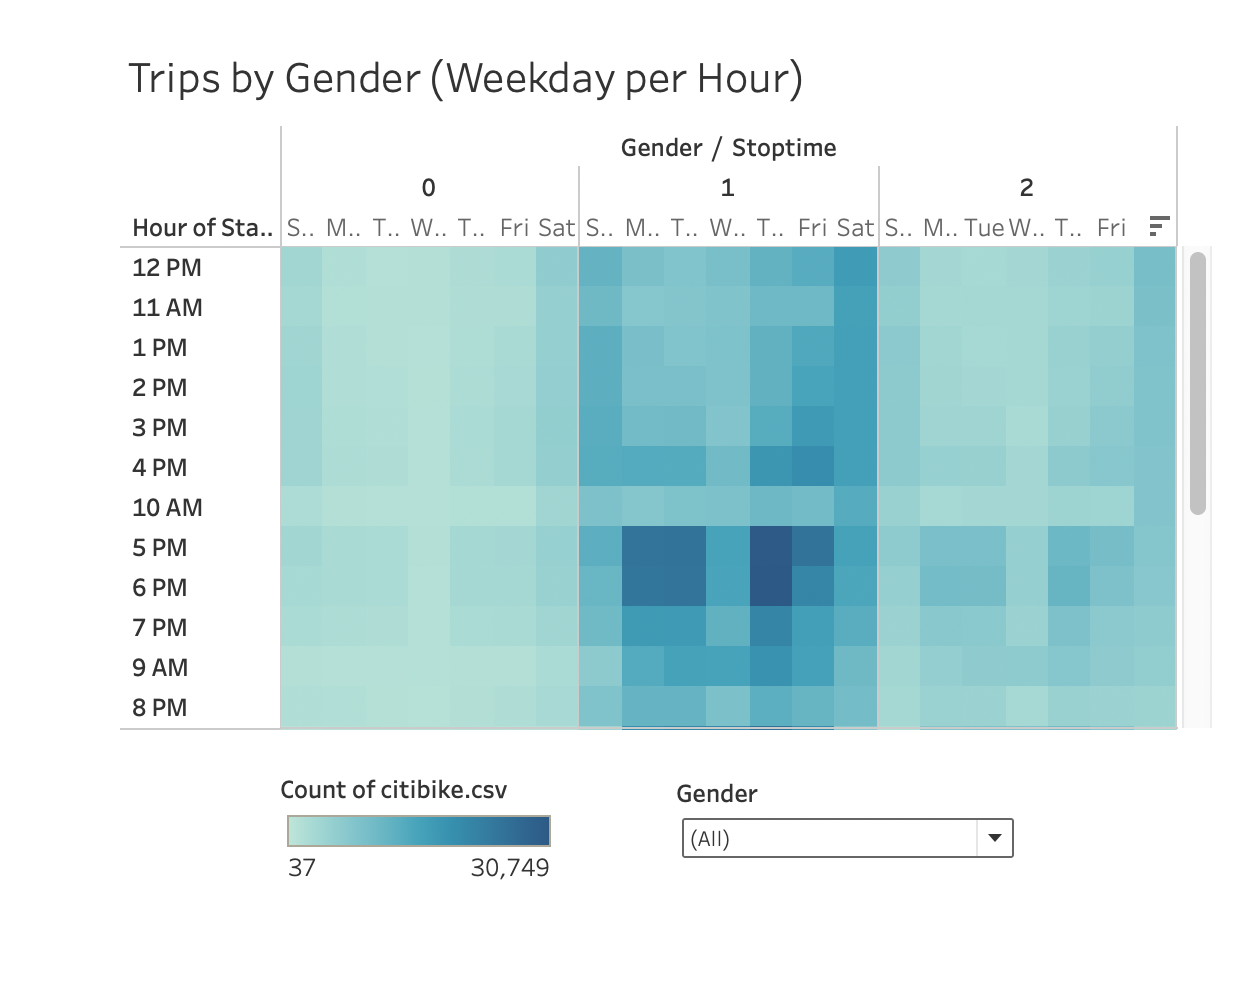 Trips by Gender (Weekday per Hour)
Gender / Stoptime
0 1 2
Hour of Sta.. S.. M.. T.. W.. T.. Fri Sat S.. M.. T.. W.. T.. Fri Sat S.. M.. Tue W.. T.. Fri
12 PM
11 AM
1 PM
2 PM
3 PM
4 PM
10 AM
5 PM
6 PM
7 PM
9 AM
8 PM
Count of citibike.csv
37 30,749
Gender
(All)